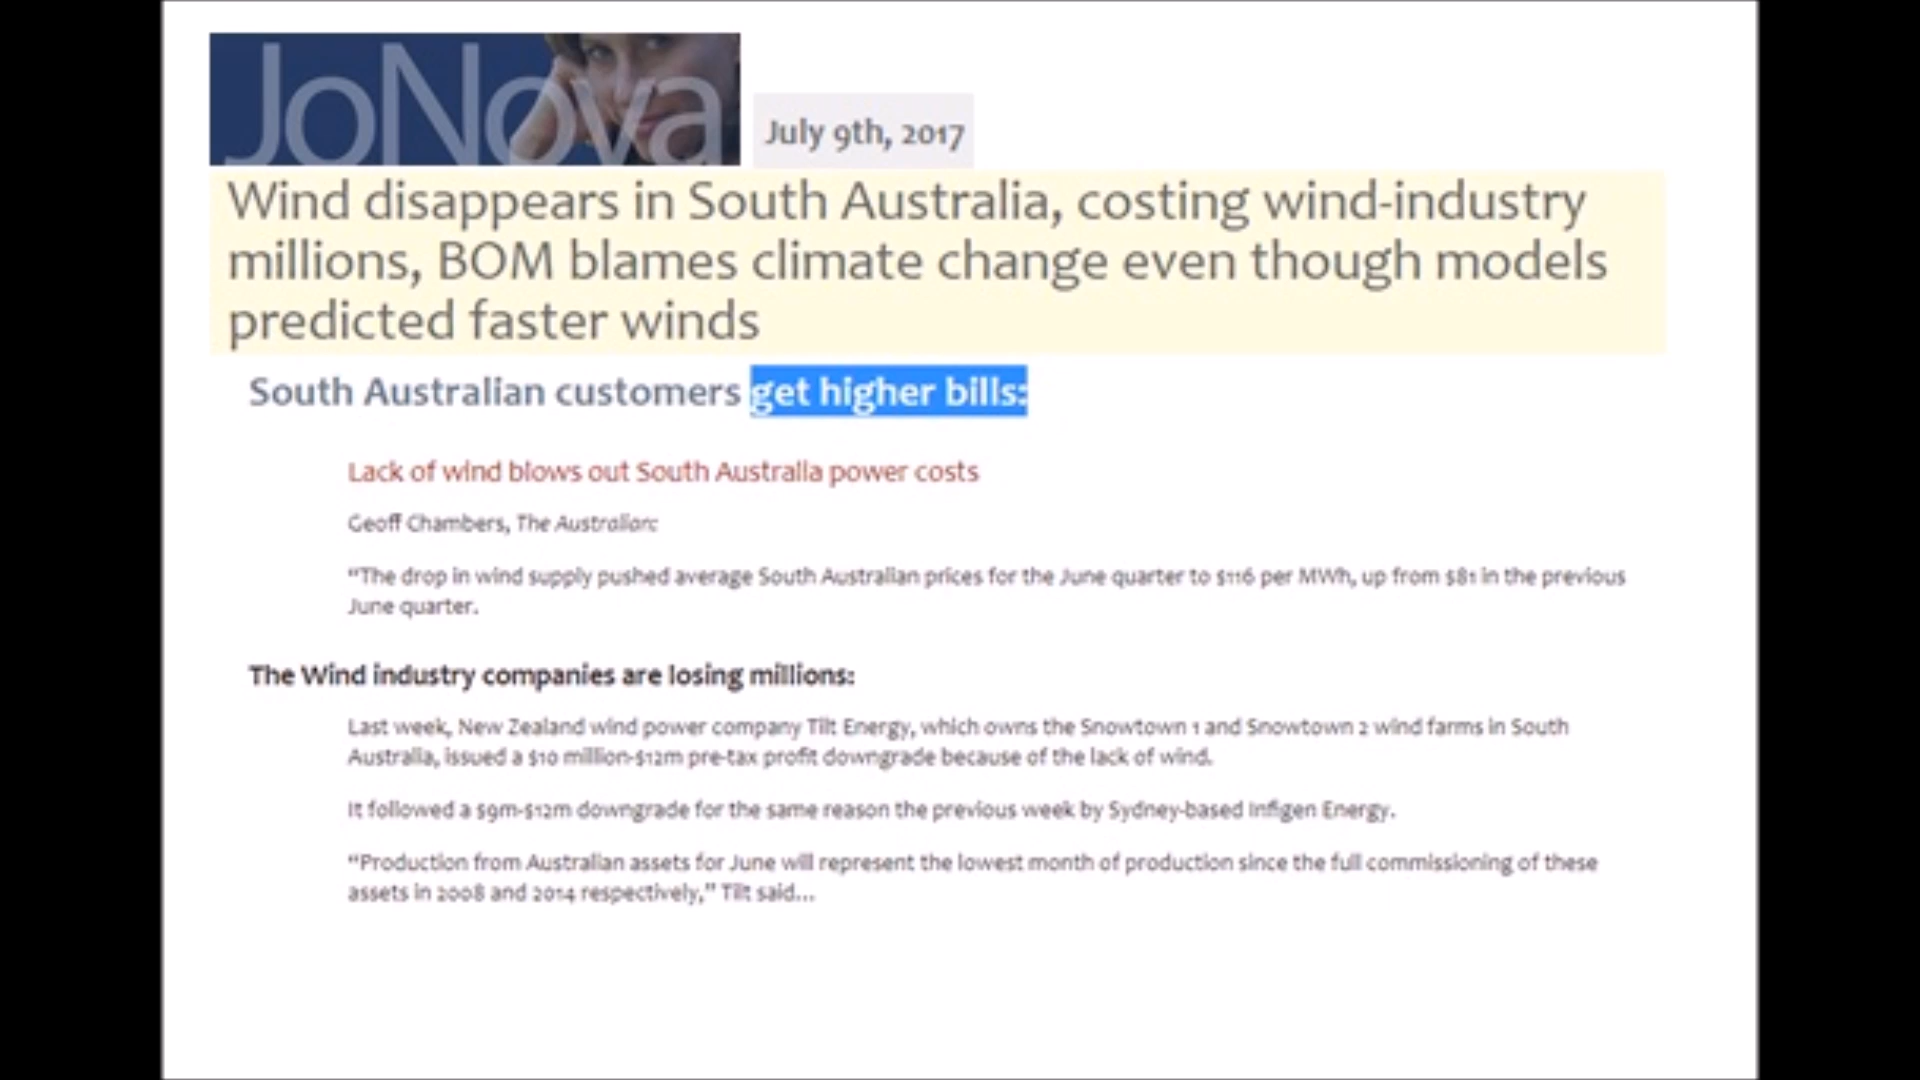 JoNova
July 9th, 2017
Wind disappears in South Australia, costing wind-industry
millions, BOM blames climate change even though models
predicted faster winds
South Australian customers get higher bills:
Lack of wind blows out South Australia power costs
Geoff Chambers, The Australian:
“The drop in wind supply pushed average South Australian prices for the June quarter to $116 per MWh, up from $81 in the previous
June quarter.
The Wind industry companies are losing millions:
Last week, New Zealand wind power company Tilt Energy, which owns the Snowtown 1 and Snowtown 2 wind farms in South
Australia, issued a $10 million-$12m pre-tax profit downgrade because of the lack of wind.
It followed a $9m-$12m downgrade for the same reason the previous week by Sydney-based Infigen Energy.
“Production from Australian assets for June will represent the lowest month of production since the full commissioning of these
assets in 2008 and 2014 respectively,” Tilt said...